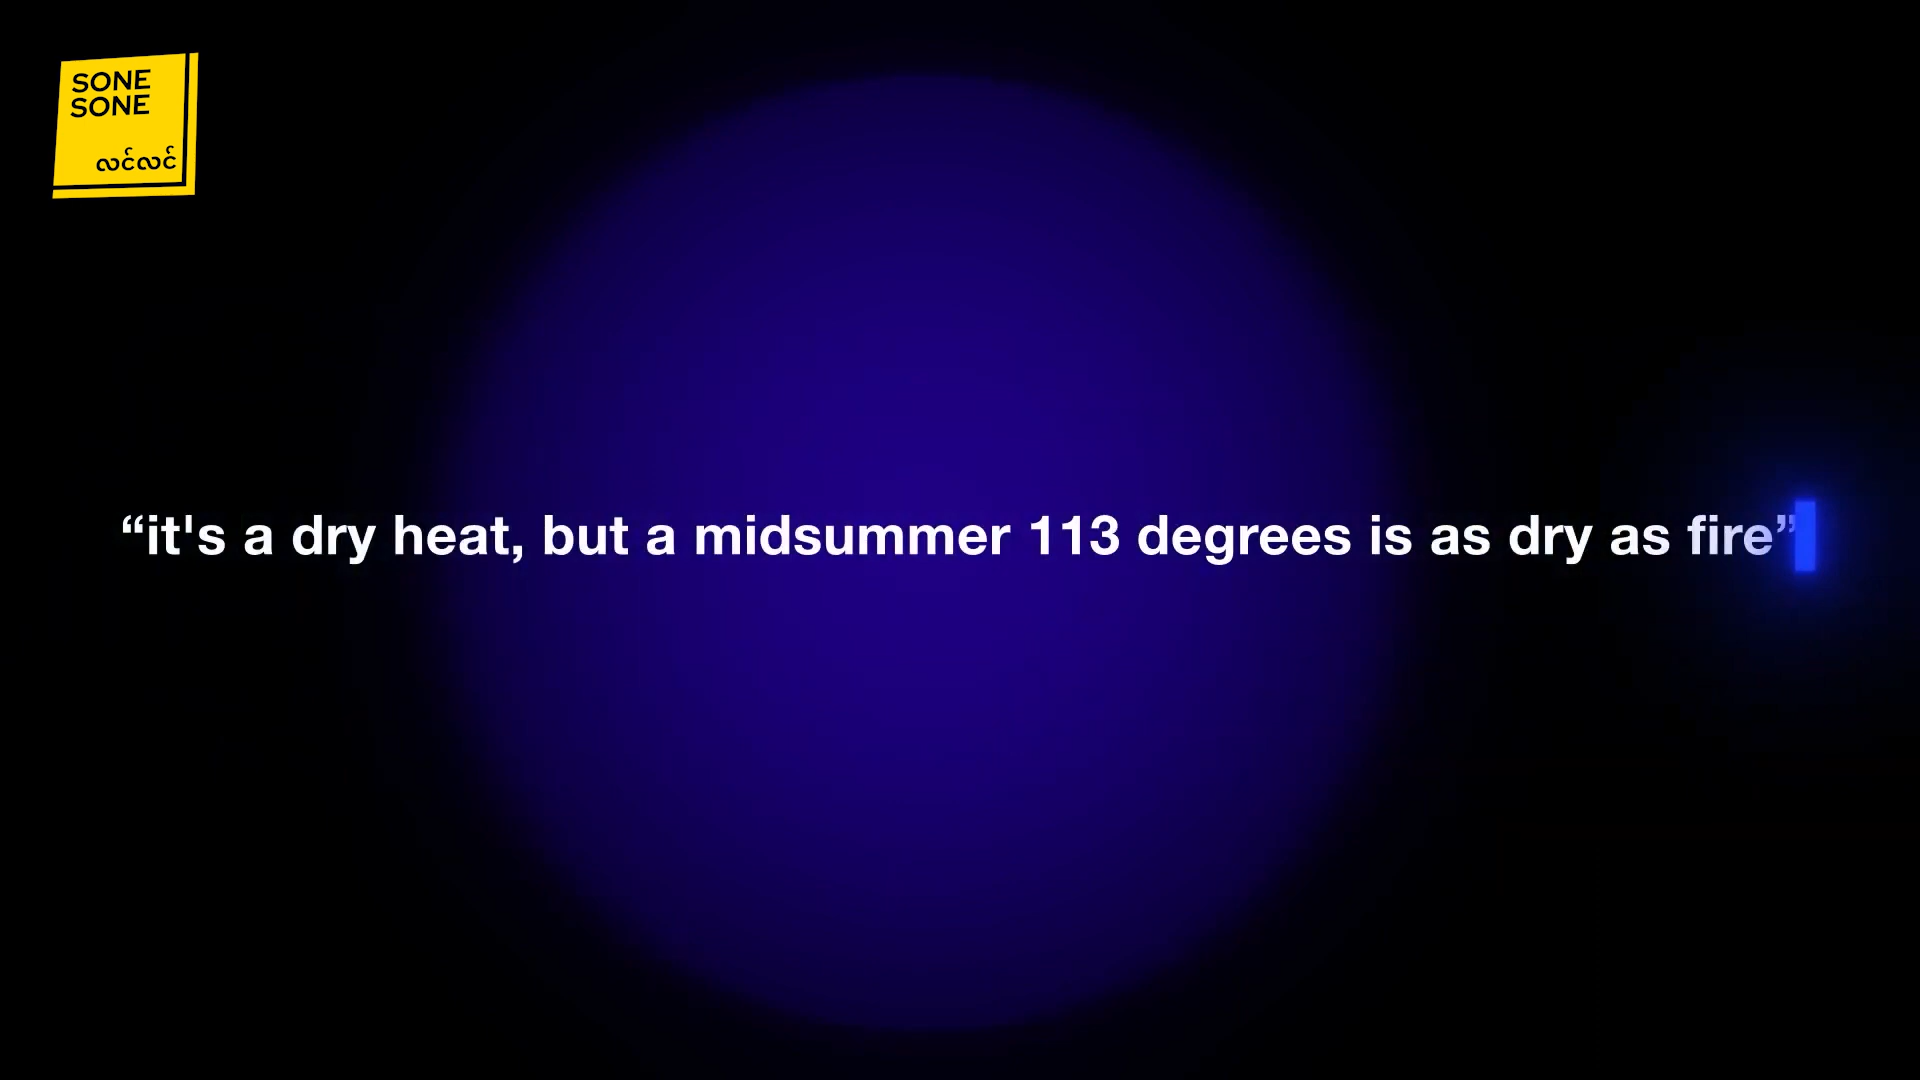 SONE
SONE
လင်လင်
“it's a dry heat, but a midsummer 113 degrees is as dry as fire”